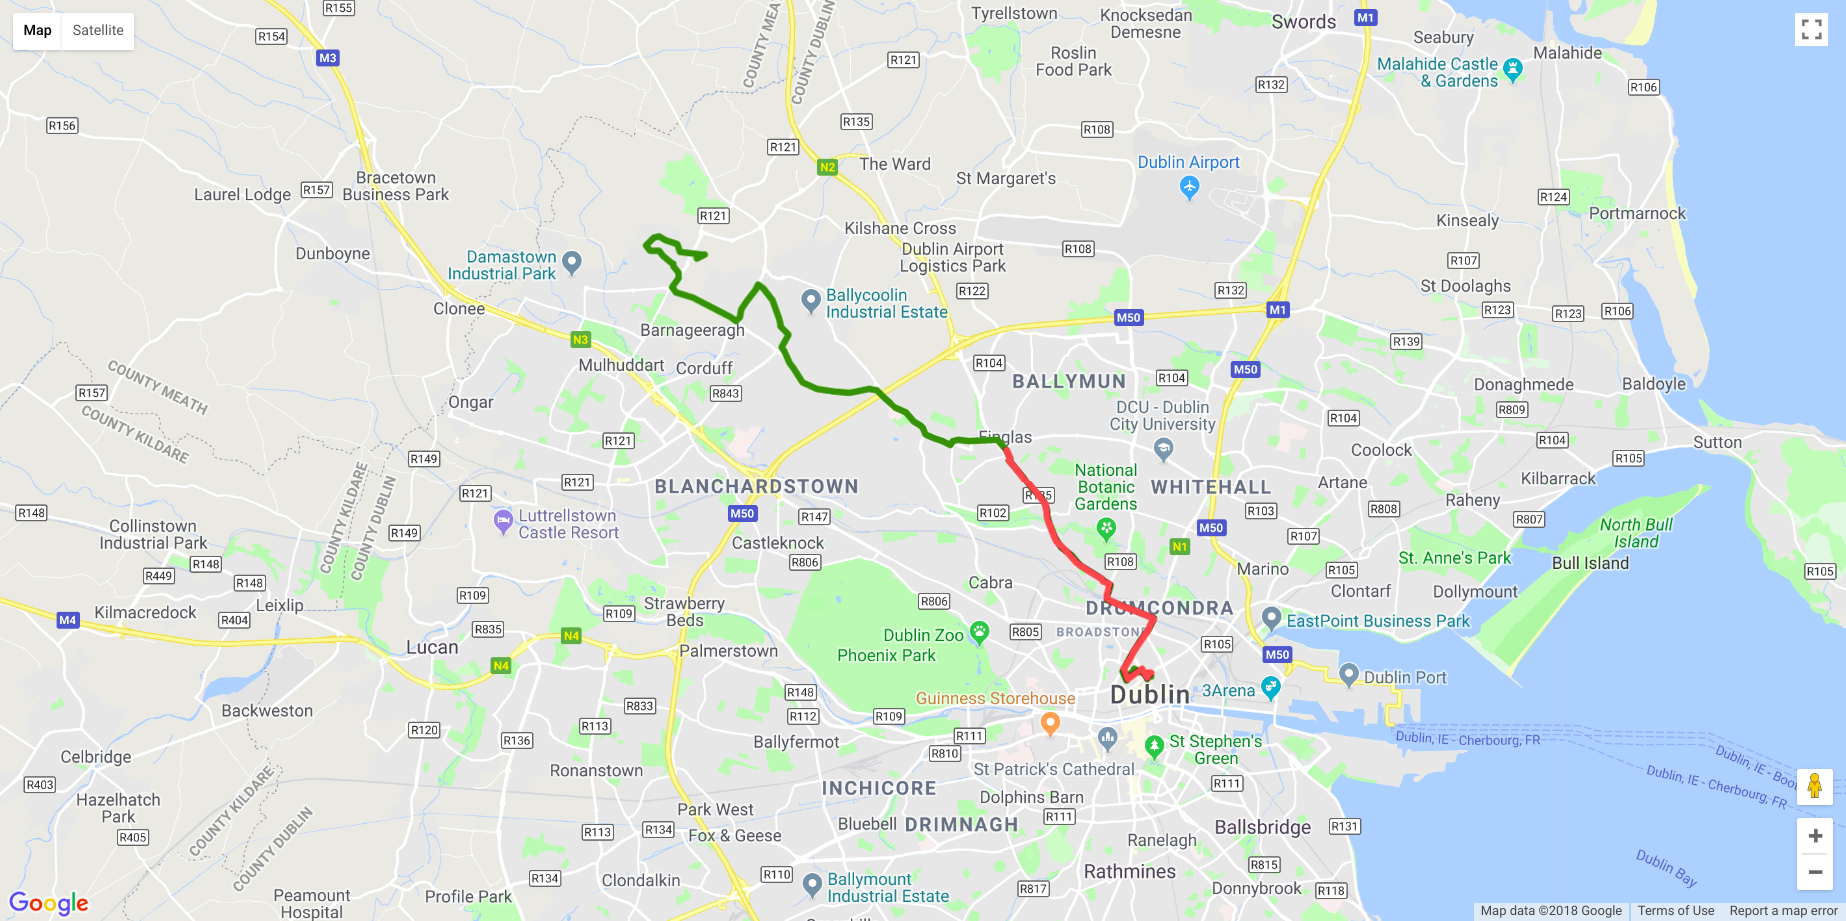 Map
Satellite
R155
R154
M3
COUNTY MEATH
COUNTY DUBLIN
Tyrrellstown
Knocksedan
Demesne
Swords
M1
Seabury
Malahide
Malahide Castle
& Gardens
R106
R121
Roslin
Food Park
R132
R156
R135
R108
R121
N2
The Ward
St Margaret's
Dublin Airport
Bracetown
Business Park
Laurel Lodge
R157
R124
Portmarnock
R121
Kilshane Cross
Kinsealy
Dunboyne
Damastown
Industrial Park
Dublin Airport
Logistics Park
R108
R107
St Doolaghs
R122
R132
Clonee
Ballycoolin
Industrial Estate
M50
M1
R123
R123
R106
Barnageeragh
N3
Mulhuddart
Corduff
R104
R139
COUNTY MEATH
COUNTY KILDARE
R157
R843
BALLYMUN
R104
M50
Donaghmede
Baldoyle
Ongar
DCU - Dublin
City University
R104
R809
R121
Finglas
Coolock
R104
Sutton
R149
R105
Kilbarrack
BLANCHARDSTOWN
National
Botanic
Gardens
WHITEHALL
Artane
Raheny
R121
R121
R135
R148
M50
R147
R102
R103
R808
R807
North Bull
Island
Collinstown
Industrial Park
COUNTY KILDARE
COUNTY DUBLIN
R149
Luttrellstown
Castle Resort
Castleknock
M50
R107
N1
St. Anne's Park
Bull Island
R148
R806
R108
Marino
R105
R105
R449
R148
Cabra
Clontarf
Dollymount
Leixlip
R109
Strawberry
Beds
R806
DRUMCONDRA
Kilmacredock
R404
R109
M4
R835
N4
Dublin Zoo
Phoenix Park
R805
BROADSTONE
R105
EastPoint Business Park
Lucan
N4
Palmerstown
M50
3Arena
Dublin Port
R148
Guinness Storehouse
Dublin
Backweston
R833
R112
R109
R113
R120
R136
Ballyfermot
R111
R810
St Stephen's
Green
Dublin, IE - Cherbourg, FR
Celbridge
Ronanstown
St Patrick's Cathedral
Dublin, IE - Boo
Dublin, IE - Cherbourg, FR
R403
INCHICORE
Dolphins Barn
R111
Hazelhatch
Park
COUNTY KILDARE
COUNTY DUBLIN
Park West
R111
R405
R113
R134
Fox & Geese
Bluebell
DRIMNAGH
Ranelagh
Ballsbridge
R131
Dublin Bay
R815
Rathmines
Peamount
Hospital
Profile Park
R134
Clondalkin
R110
Ballymount
Industrial Estate
R817
Donnybrook
R118
Google
Map data ©2018 Google
Terms of Use
Report a map error